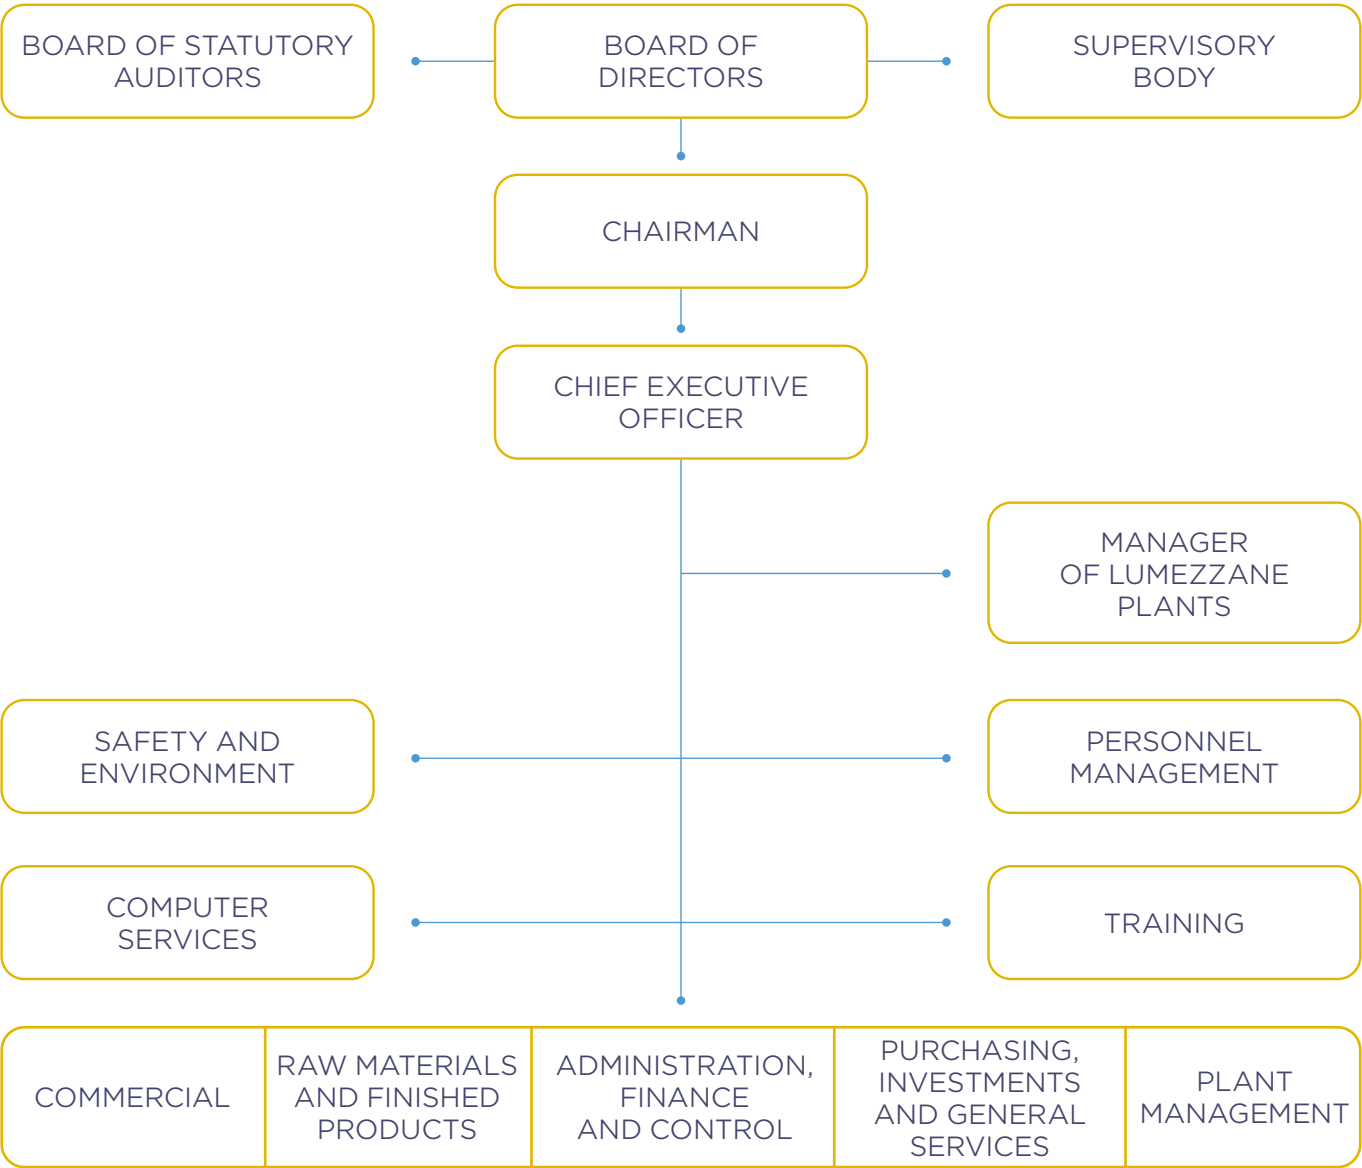 BOARD OF STATUTORY
AUDITORS
BOARD OF
DIRECTORS
SUPERVISORY
BODY
CHAIRMAN
CHIEF EXECUTIVE
OFFICER
MANAGER
OF LUMEZZANE
PLANTS
SAFETY AND
ENVIRONMENT
PERSONNEL
MANAGEMENT
COMPUTER
SERVICES
TRAINING
COMMERCIAL
RAW MATERIALS
AND FINISHED
PRODUCTS
ADMINISTRATION,
FINANCE
AND CONTROL
PURCHASING,
INVESTMENTS
AND GENERAL
SERVICES
PLANT
MANAGEMENT